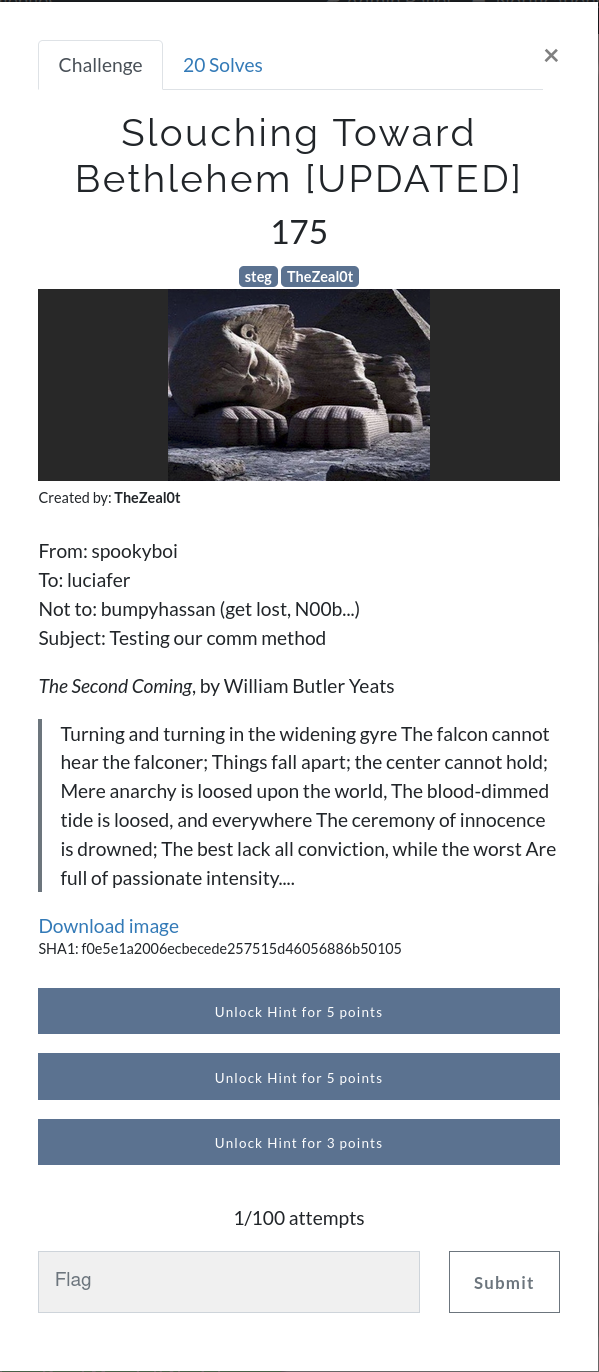 Challenge
20 Solves
×
Slouching Toward
Bethlehem [UPDATED]
175
steg TheZeal0t
Created by: TheZeal0t
From: spookyboi
To: luciafer
Not to: bumpyhassan (get lost, N00b...)
Subject: Testing our comm method
The Second Coming, by William Butler Yeats
Turning and turning in the widening gyre The falcon cannot
hear the falconer; Things fall apart; the center cannot hold;
Mere anarchy is loosed upon the world, The blood-dimmed
tide is loosed, and everywhere The ceremony of innocence
is drowned; The best lack all conviction, while the worst Are
full of passionate intensity....
Download image
SHA1: f0e5e1a2006ecbecede257515d46056886b50105
Unlock Hint for 5 points
Unlock Hint for 5 points
Unlock Hint for 3 points
1/100 attempts
Flag
Submit